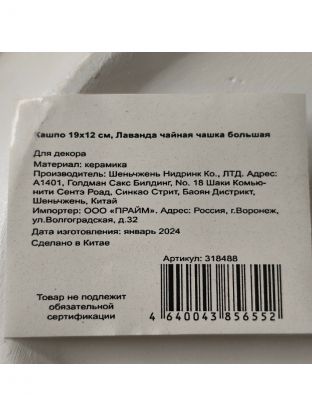 Кашпо 19х12 см, Лаванда чайная чашка большая
Для декора
Материал: керамика
Производитель: Шеньчжень Нидринк Ко., ЛТД. Адрес:
А1401, Голдман Сакс Билдинг, No. 18 Шаки Комью-
нити Сентэ Роад, Синкао Стрит, Баоян Дистрикт,
Шеньчжень, Китай
Импортер: ООО «ПРАЙМ». Адрес: Россия, г.Воронеж,
ул.Волгоградская, д.32
Дата изготовления: январь 2024
Сделано в Китае
Артикул: 318488
Товар не подлежит
обязательной
сертификации
4 640043 856552